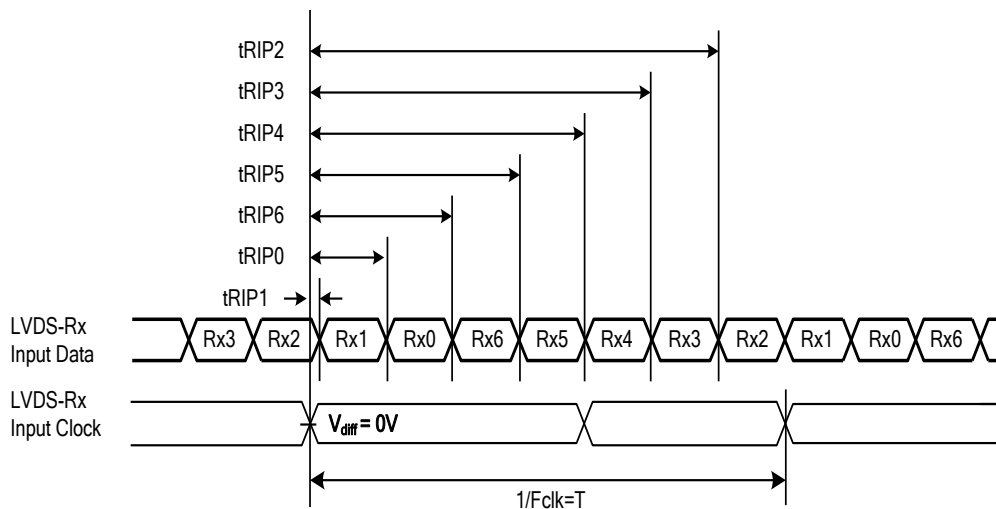 tRIP2
tRIP3
tRIP4
tRIP5
tRIP6
tRIP0
tRIP1
LVDS-Rx
Input Data
Rx3 Rx2 Rx1 Rx0 Rx6 Rx5 Rx4 Rx3 Rx2 Rx1 Rx0 Rx6
LVDS-Rx
Input Clock
Vdiff = 0V
1/Fclk=T